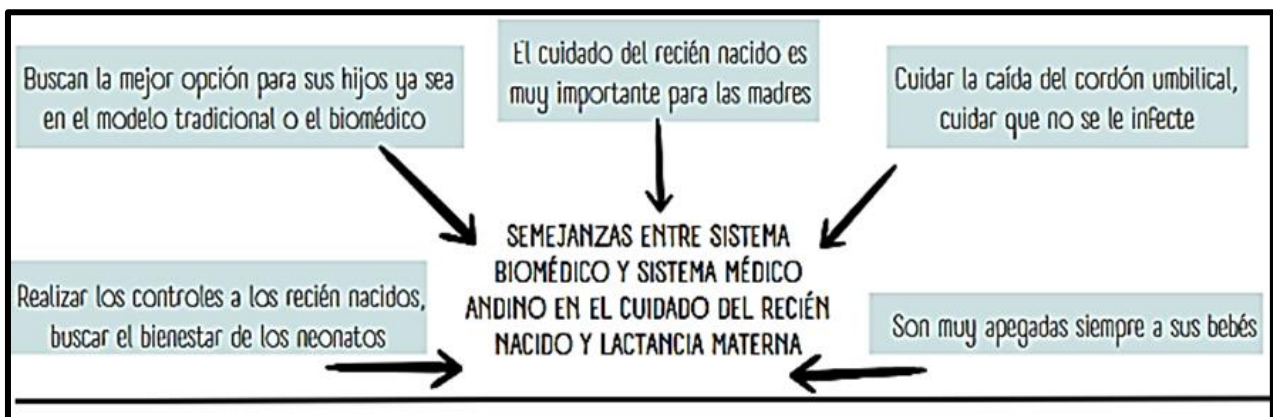 Buscan la mejor opción para sus hijos ya sea
en el modelo tradicional o el biomédico
El cuidado del recién nacido es
muy importante para las madres
Cuidar la caída del cordón umbilical,
cuidar que no se le infecte
SEMEJANZAS ENTRE SISTEMA
BIOMÉDICO Y SISTEMA MÉDICO
ANDINO EN EL CUIDADO DEL RECIÉN
NACIDO Y LACTANCIA MATERNA
Realizar los controles a los recién nacidos,
buscar el bienestar de los neonatos
Son muy apegadas siempre a sus bebés